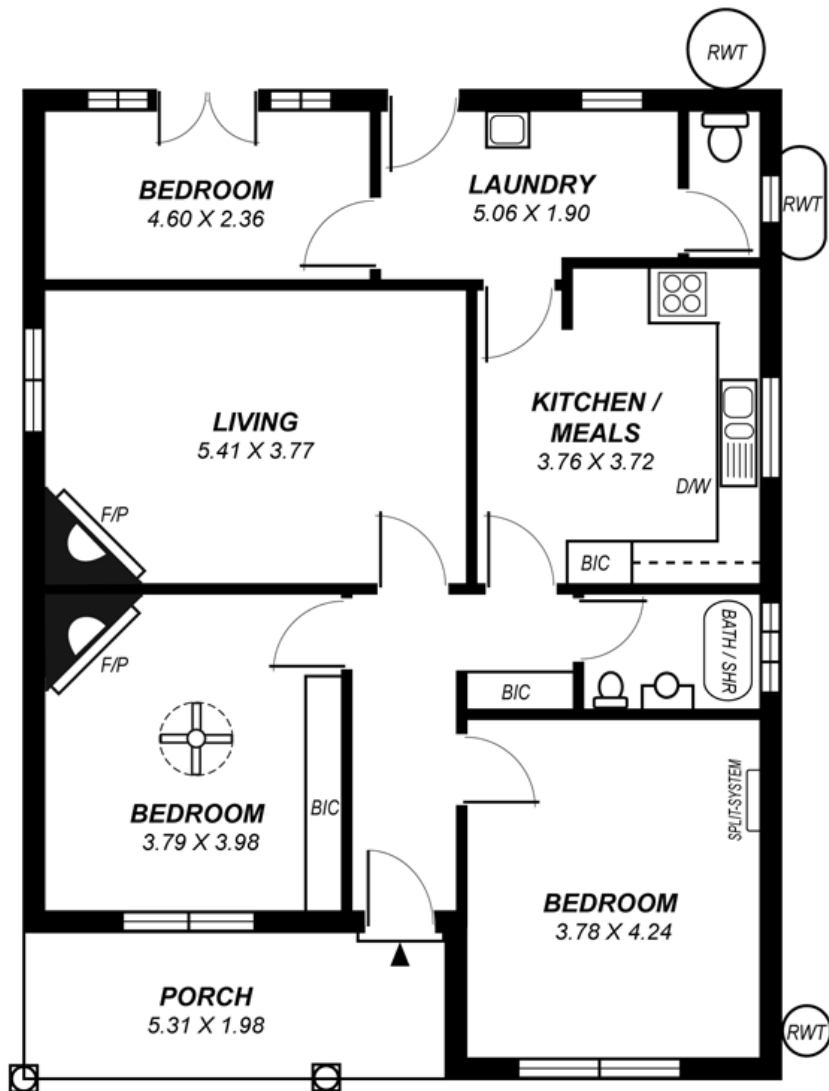 RWT
BEDROOM
4.60 X 2.36
LAUNDRY
5.06 X 1.90
RWT
LIVING
5.41 X 3.77
KITCHEN /
MEALS
3.76 X 3.72
D/W
F/P
BIC
F/P
BATH / SHR
BIC
BIC
BEDROOM
3.79 X 3.98
SPLIT-SYSTEM
BEDROOM
3.78 X 4.24
PORCH
5.31 X 1.98
RWT